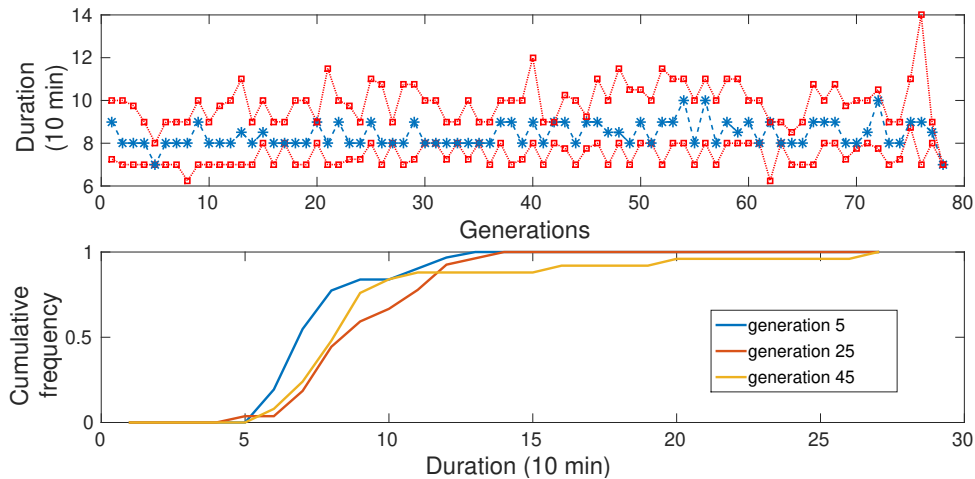 14
12
10
8
6
Duration
(10 min)
0
10
20
30
40
50
60
70
80
Generations
1
0.5
0
Cumulative
frequency
generation 5
generation 25
generation 45
0
5
10
15
20
25
30
Duration (10 min)